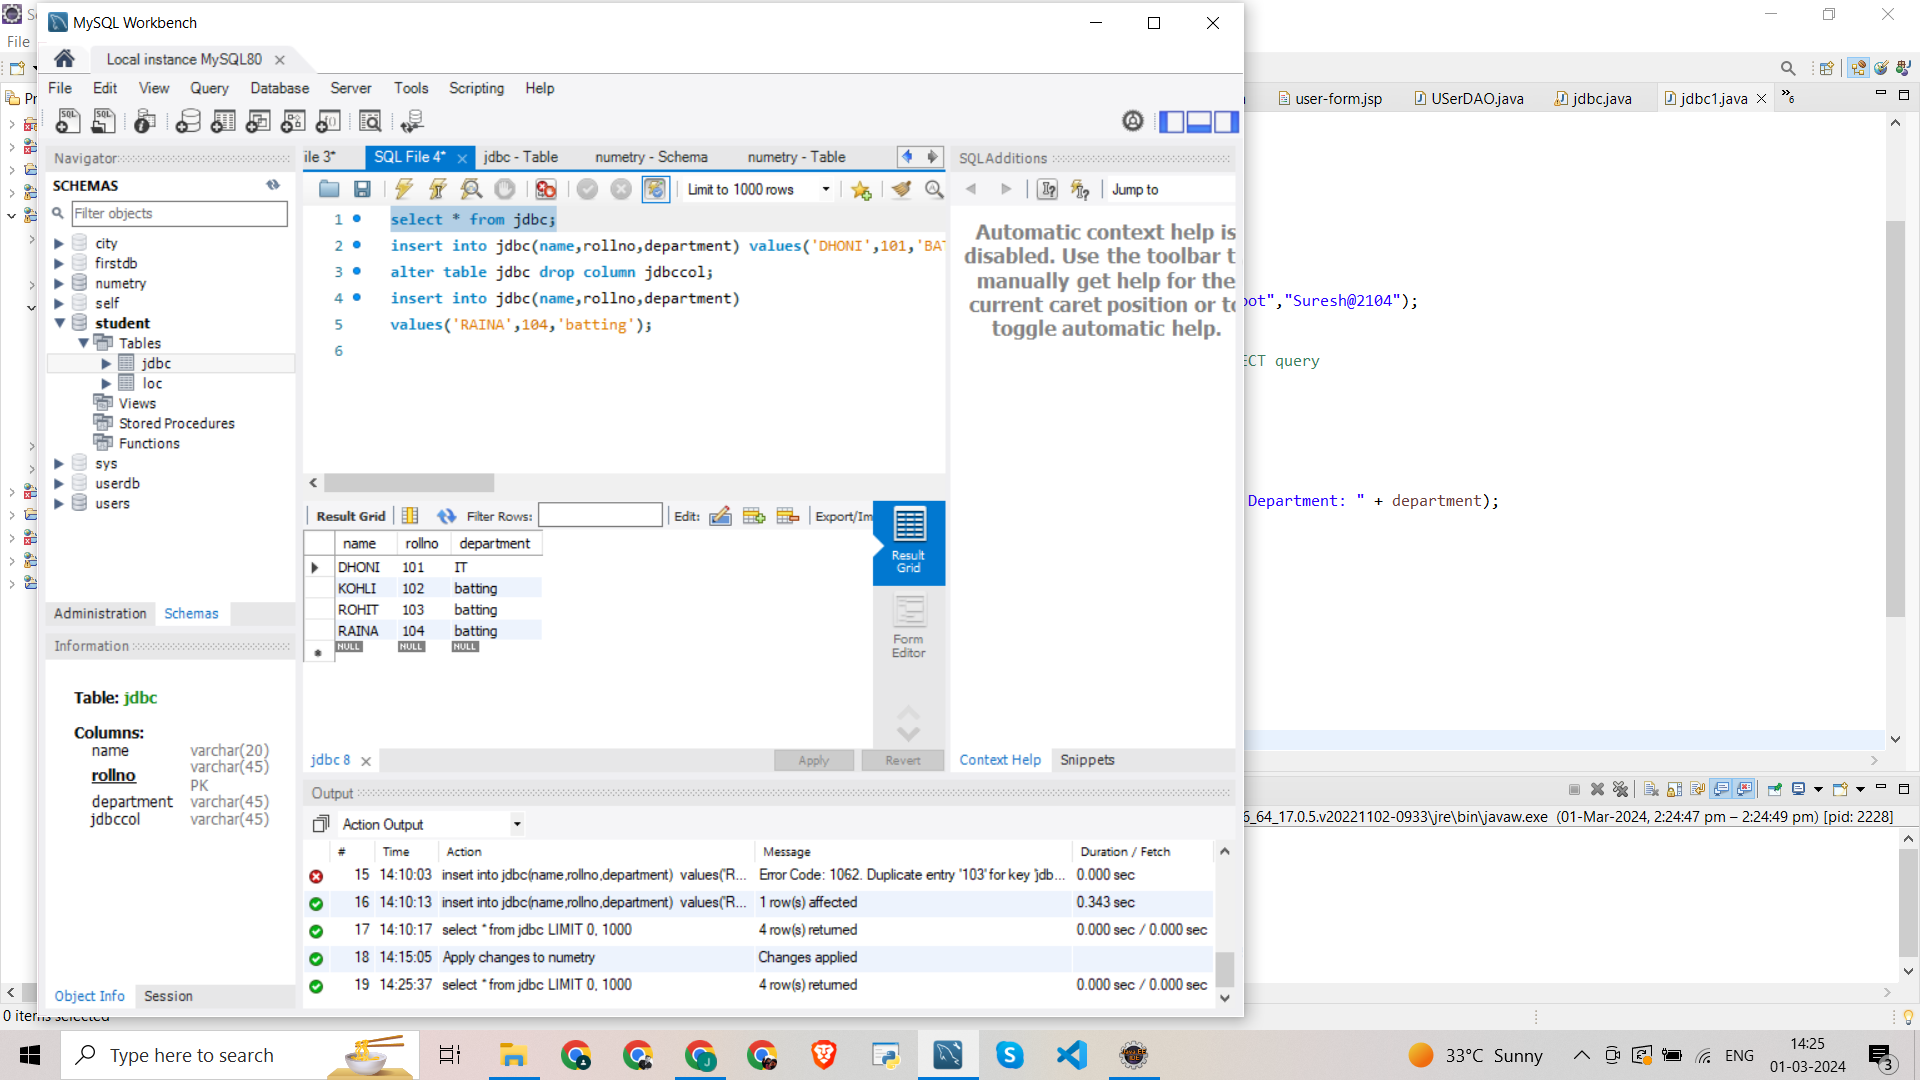 MySQL Workbench
File
Local instance MySQL80
File Edit View Query Database Server Tools Scripting Help
user-form.jsp USerDAO.java jdbc.java jdbc1.java
6
Navigator
SCHEMAS
Filter objects
city
firstdb
numetry
self
student
Tables
jdbc
loc
Views
Stored Procedures
Functions
sys
userdb
users
Administration Schemas
Information
Table: jdbc
Columns:
name varchar(20)
rollno varchar(45) PK
department varchar(45)
jdbccol varchar(45)
Object Info Session
ile 3* SQL File 4* jdbc - Table numetry - Schema numetry - Table
Limit to 1000 rows
1 select * from jdbc;
2 insert into jdbc(name,rollno,department) values('DHONI',101,'BAT
3 alter table jdbc drop column jdbccol;
4 insert into jdbc(name,rollno,department)
5 values('RAINA',104,'batting');
6
Result Grid Filter Rows: Edit: Export/Im
name rollno department
DHONI 101 IT
KOHLI 102 batting
ROHIT 103 batting
RAINA 104 batting
NULL NULL NULL
Result Grid
Form Editor
jdbc 8 Apply Revert
SQLAdditions
Jump to
Automatic context help is
disabled. Use the toolbar t
manually get help for the
current caret position or to
toggle automatic help.
Context Help Snippets
Output
Action Output
# Time Action Message Duration / Fetch
15 14:10:03 insert into jdbc(name,rollno,department) values('R... Error Code: 1062. Duplicate entry '103' for key 'jdb... 0.000 sec
16 14:10:13 insert into jdbc(name,rollno,department) values('R... 1 row(s) affected 0.343 sec
17 14:10:17 select * from jdbc LIMIT 0, 1000 4 row(s) returned 0.000 sec / 0.000 sec
18 14:15:05 Apply changes to numetry Changes applied
19 14:25:37 select * from jdbc LIMIT 0, 1000 4 row(s) returned 0.000 sec / 0.000 sec
oot","Suresh@2104");
ECT query
Department: " + department);
6_64_17.0.5.v20221102-0933\jre\bin\javaw.exe (01-Mar-2024, 2:24:47 pm – 2:24:49 pm) [pid: 2228]
0 items selected
Type here to search
33°C Sunny
ENG
14:25
01-03-2024
3